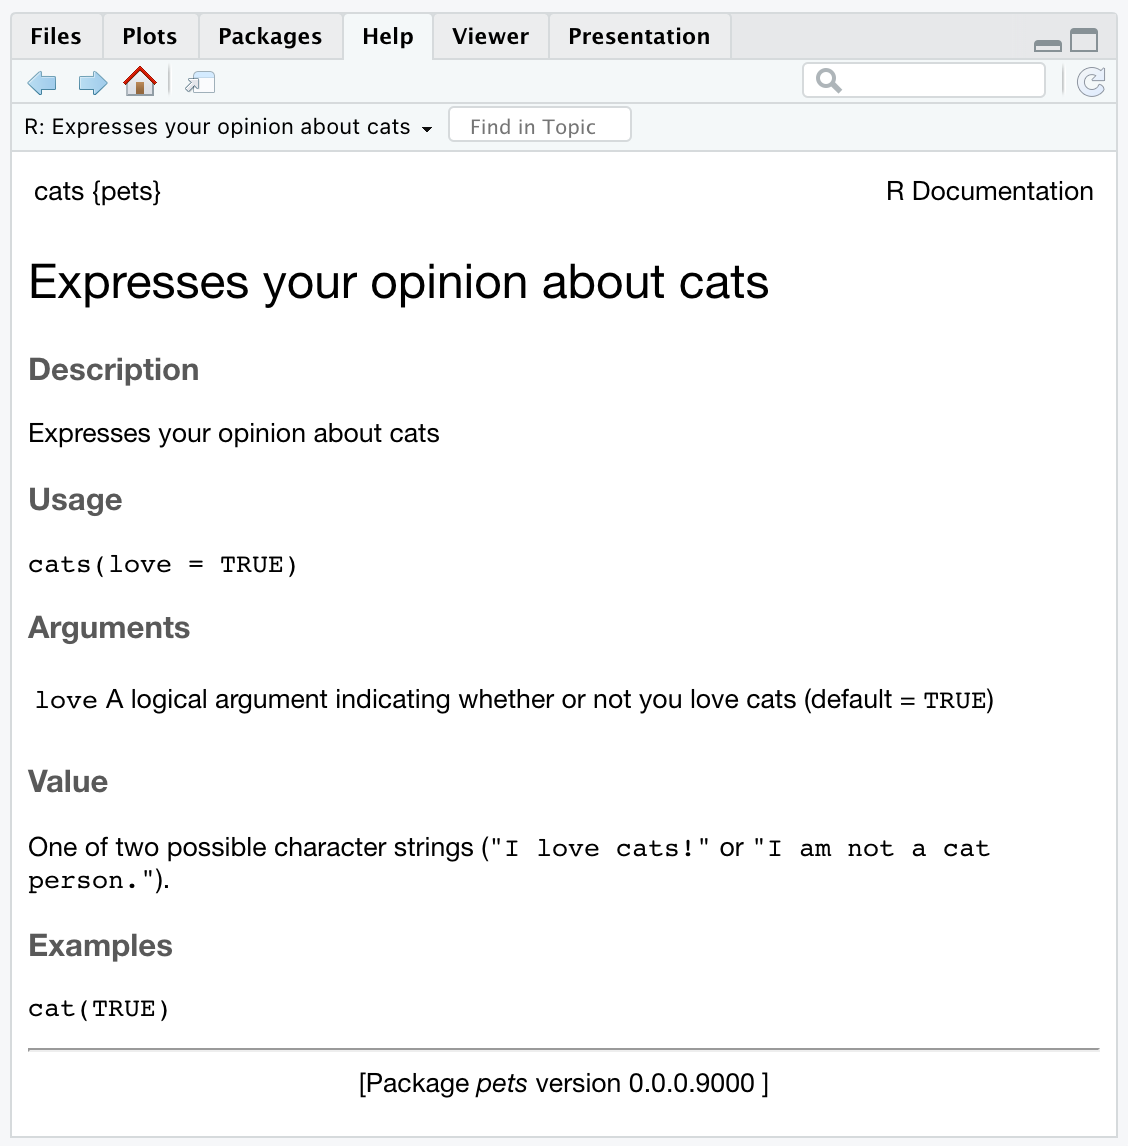 Files Plots Packages Help Viewer Presentation
R: Expresses your opinion about cats Find in Topic
cats {pets} R Documentation
Expresses your opinion about cats
Description
Expresses your opinion about cats
Usage
cats(love = TRUE)
Arguments
love A logical argument indicating whether or not you love cats (default = TRUE)
Value
One of two possible character strings ("I love cats!" or "I am not a cat
person.").
Examples
cat(TRUE)
[Package pets version 0.0.0.9000 ]